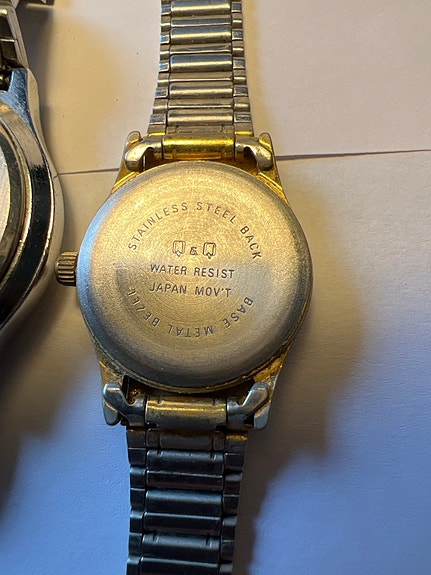 STAINLESS STEEL BACK
Q & Q
WATER RESIST
JAPAN MOV'T
BASE METAL BEZEL